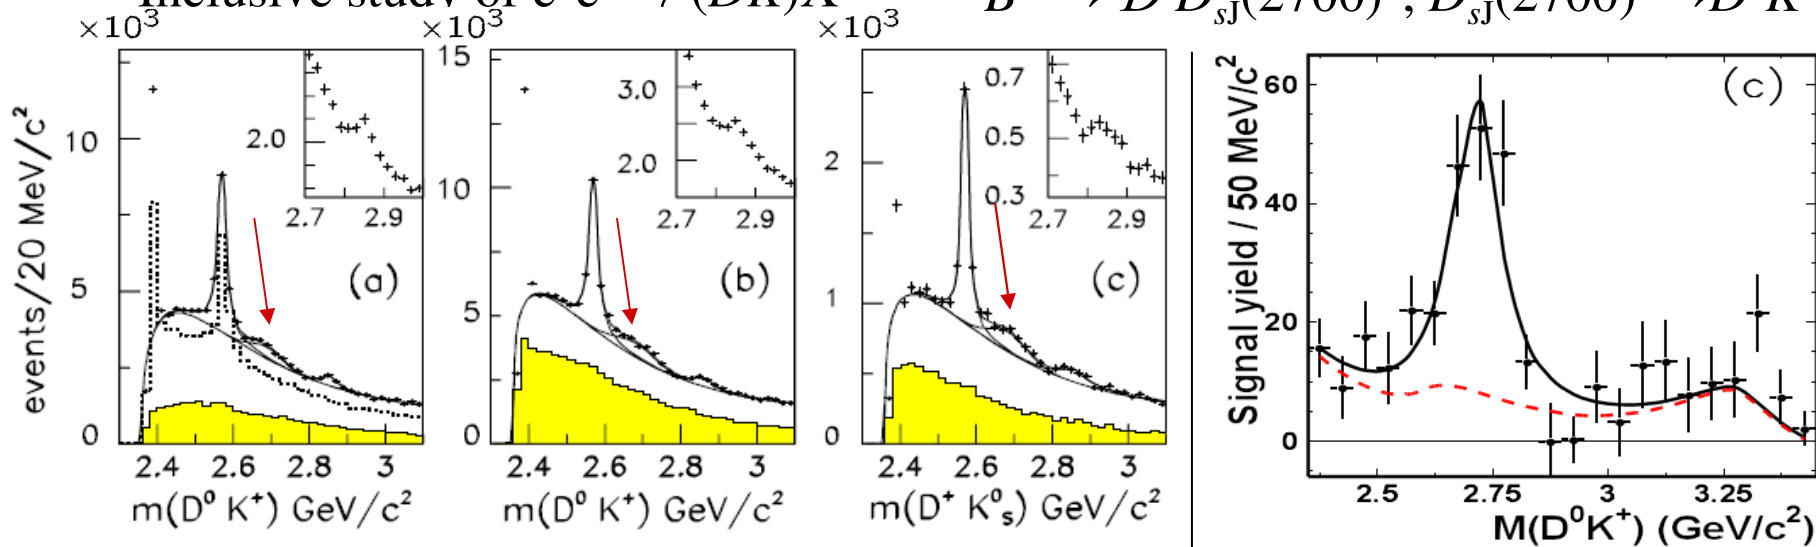 ×10³ ×10³ ×10³
events/20 MeV/c²
10
5
0
2.0
2.7 2.9
(a)
2.4 2.6 2.8 3
m(D⁰ K⁺) GeV/c²
15
10
5
0
3.0
2.0
2.7 2.9
(b)
2.4 2.6 2.8 3
m(D⁰ K⁺) GeV/c²
2
1
0
0.7
0.5
0.3
2.7 2.9
(c)
2.4 2.6 2.8 3
m(D⁺ K⁰ₛ) GeV/c²
Signal yield / 50 MeV/c²
60
40
20
0
(c)
2.5 2.75 3 3.25
M(D⁰K⁺) (GeV/c²)